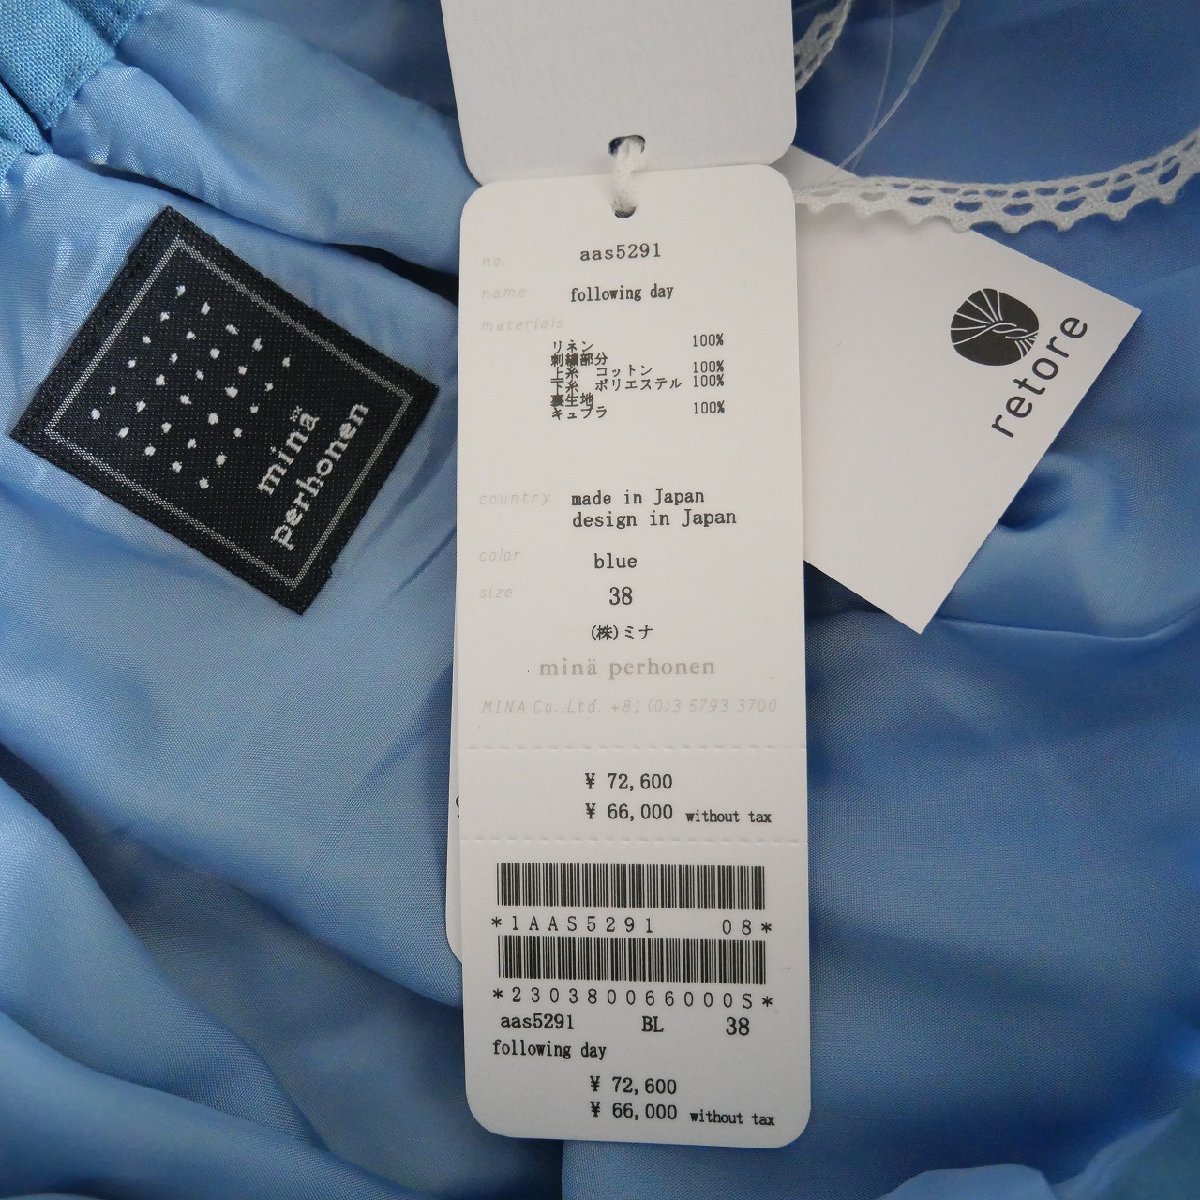 no. aas5291
name following day
materials
リネン 100%
刺繍部分
上糸 コットン 100%
下糸 ポリエステル 100%
裏生地
キュプラ 100%
country made in Japan
design in Japan
color blue
size 38
(株)ミナ
minä perhonen
MINA Co.,Ltd. +81 (0)3 5793 3700
¥ 72,600
¥ 66,000 without tax
*1AAS5291 08*
*230380066000S*
aas5291 BL 38
following day
¥ 72,600
¥ 66,000 without tax
minä
perhonen
retore